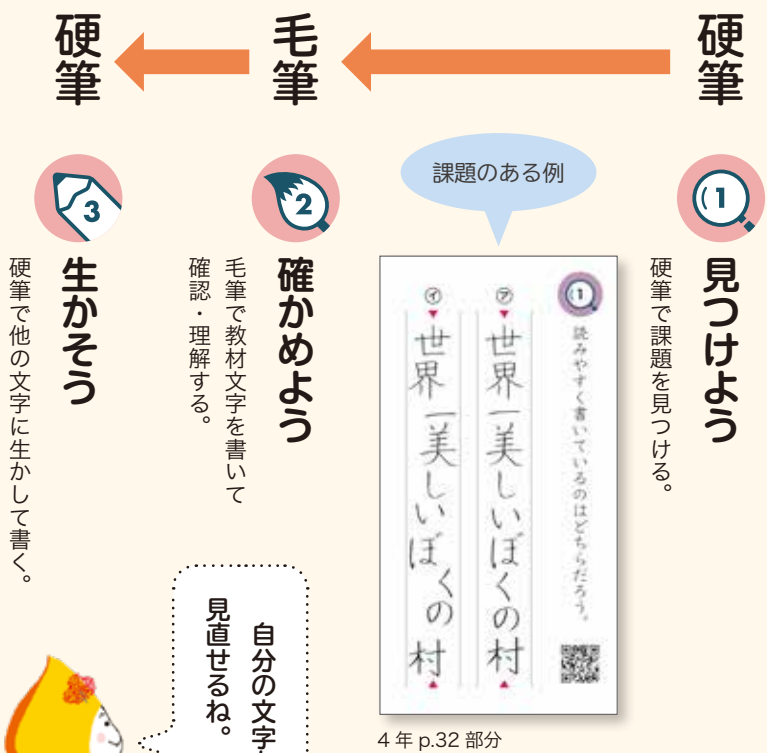 硬筆
1
見つけよう
硬筆で課題を見つける。
課題のある例
1
読みやすく書いているのはどちらだろう。
㋐
世界一美しいぼくの村
㋑
世界一美しいぼくの村
4年 p.32 部分
毛筆
2
確かめよう
毛筆で教材文字を書いて
確認・理解する。
自分の文字
見直せるね。
硬筆
3
生かそう
硬筆で他の文字に生かして書く。